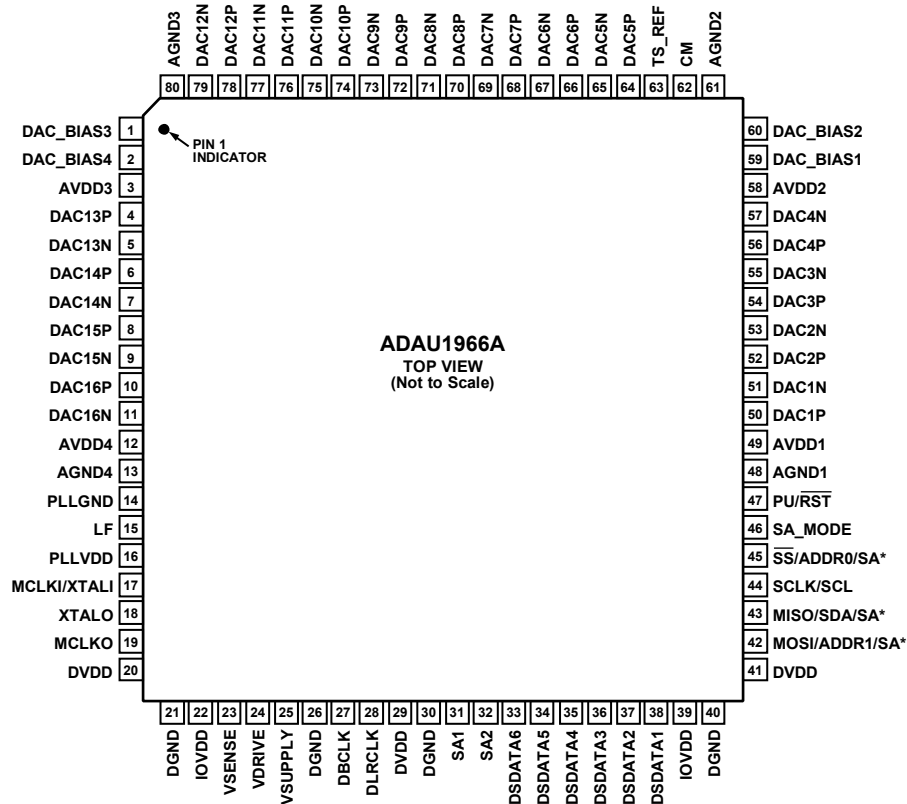 AGND3
DAC12N
DAC12P
DAC11N
DAC11P
DAC10N
DAC10P
DAC9N
DAC9P
DAC8N
DAC8P
DAC7N
DAC7P
DAC6N
DAC6P
DAC5N
DAC5P
TS_REF
CM
AGND2
80 79 78 77 76 75 74 73 72 71 70 69 68 67 66 65 64 63 62 61
DAC_BIAS3 1
DAC_BIAS4 2
AVDD3 3
DAC13P 4
DAC13N 5
DAC14P 6
DAC14N 7
DAC15P 8
DAC15N 9
DAC16P 10
DAC16N 11
AVDD4 12
AGND4 13
PLLGND 14
LF 15
PLLVDD 16
MCLKI/XTALI 17
XTALO 18
MCLKO 19
DVDD 20
PIN 1
INDICATOR
ADAU1966A
TOP VIEW
(Not to Scale)
60 DAC_BIAS2
59 DAC_BIAS1
58 AVDD2
57 DAC4N
56 DAC4P
55 DAC3N
54 DAC3P
53 DAC2N
52 DAC2P
51 DAC1N
50 DAC1P
49 AVDD1
48 AGND1
47 PU/RST
46 SA_MODE
45 SS/ADDR0/SA*
44 SCLK/SCL
43 MISO/SDA/SA*
42 MOSI/ADDR1/SA*
41 DVDD
21 22 23 24 25 26 27 28 29 30 31 32 33 34 35 36 37 38 39 40
DGND
IOVDD
VSENSE
VDRIVE
VSUPPLY
DGND
DBCLK
DLRCLK
DVDD
DGND
SA1
SA2
DSDATA6
DSDATA5
DSDATA4
DSDATA3
DSDATA2
DSDATA1
IOVDD
DGND